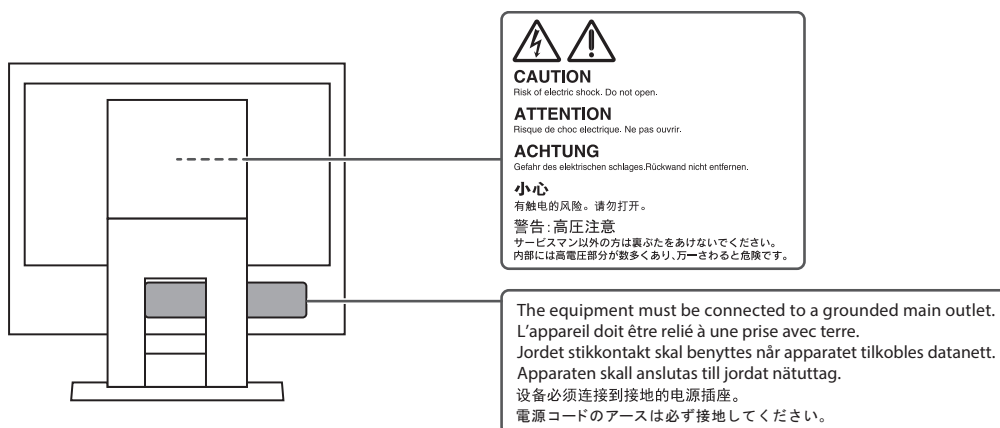 CAUTION
Risk of electric shock. Do not open.
ATTENTION
Risque de choc electrique. Ne pas ouvrir.
ACHTUNG
Gefahr des elektrischen schlages.Rückwand nicht entfernen.
小心
有触电的风险。请勿打开。
警告:高圧注意
サービスマン以外の方は裏ぶたをあけないでください。
内部には高電圧部分が数多くあり、万一さわると危険です。
The equipment must be connected to a grounded main outlet.
L'appareil doit être relié à une prise avec terre.
Jordet stikkontakt skal benyttes når apparatet tilkobles datanett.
Apparaten skall anslutas till jordat nätuttag.
设备必须连接到接地的电源插座。
電源コードのアースは必ず接地してください。